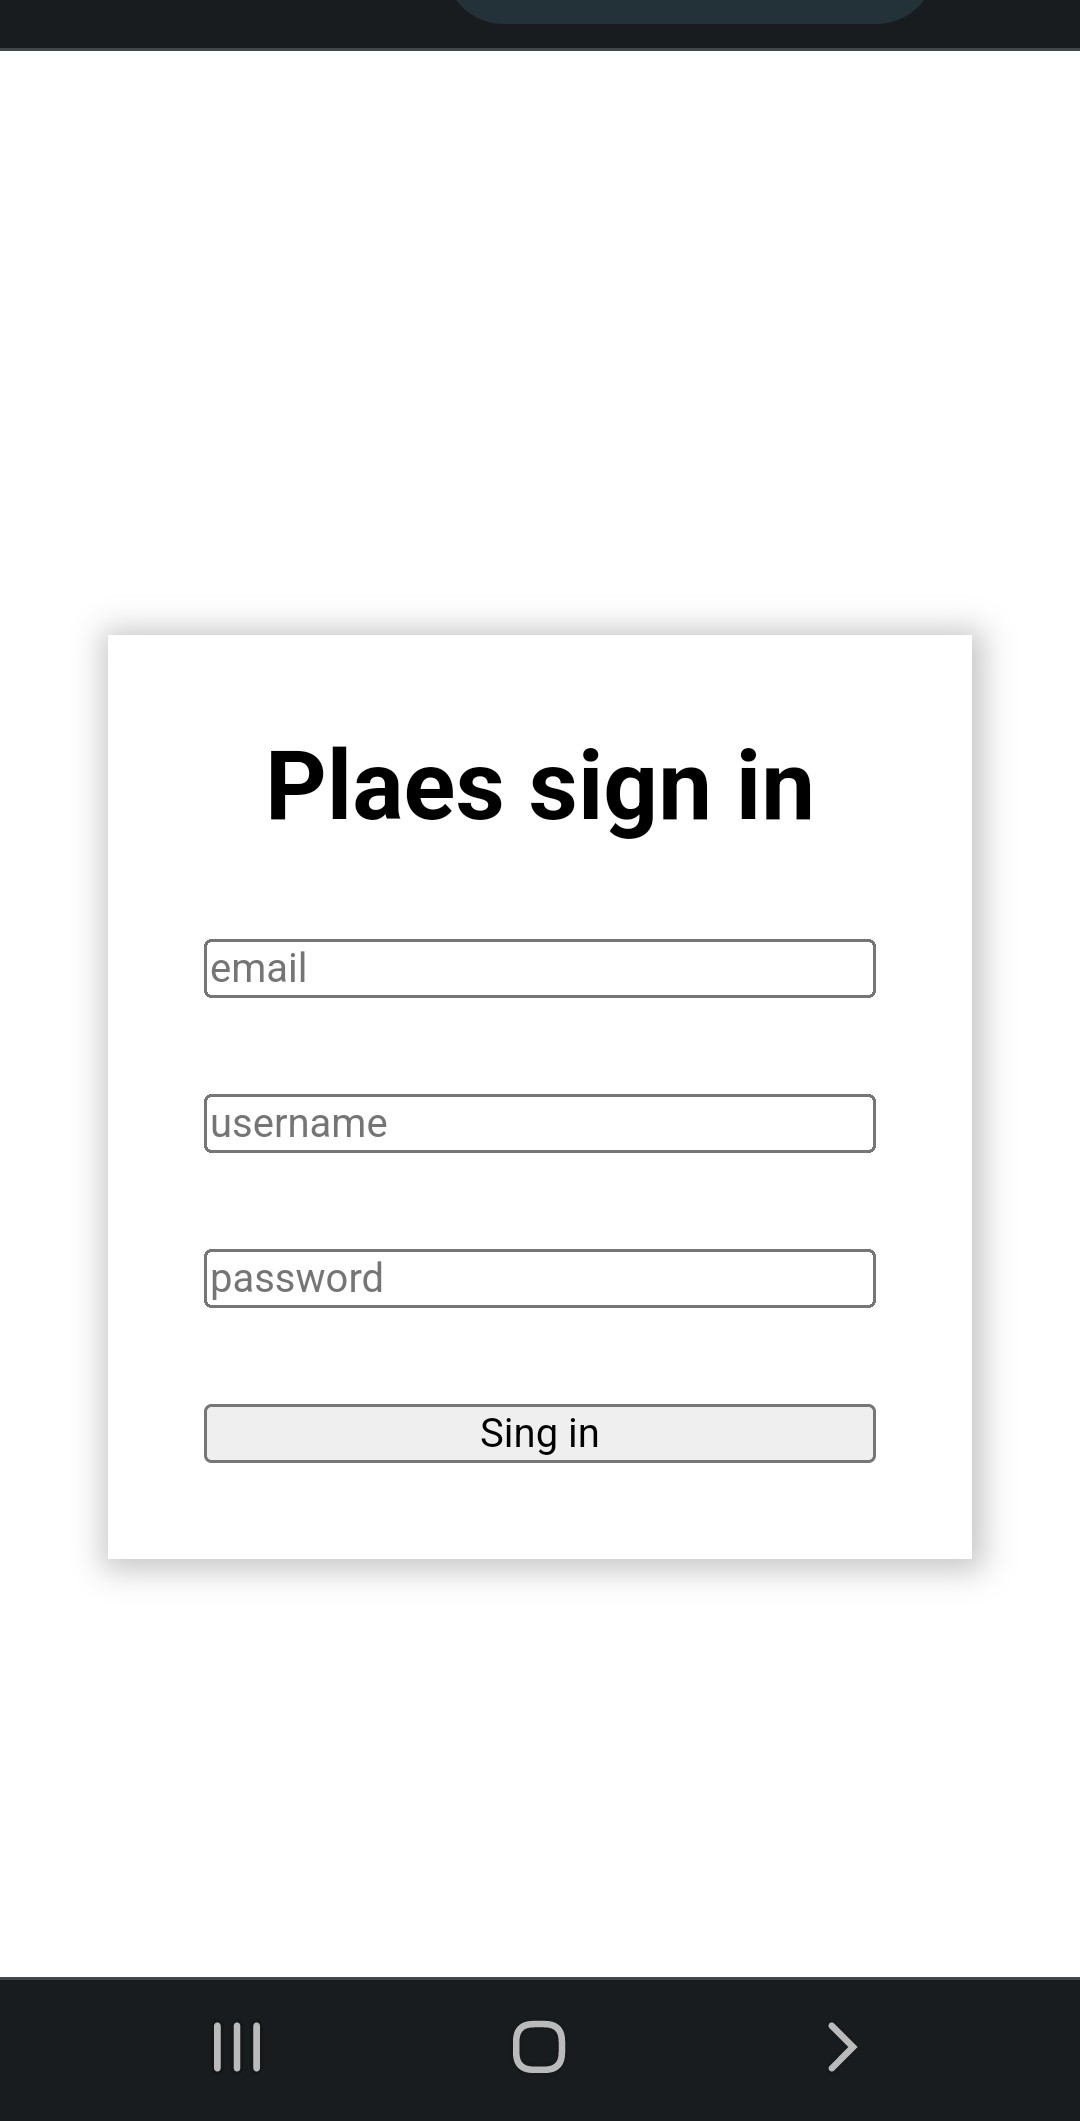 Plaes sign in
email
username
password
Sing in